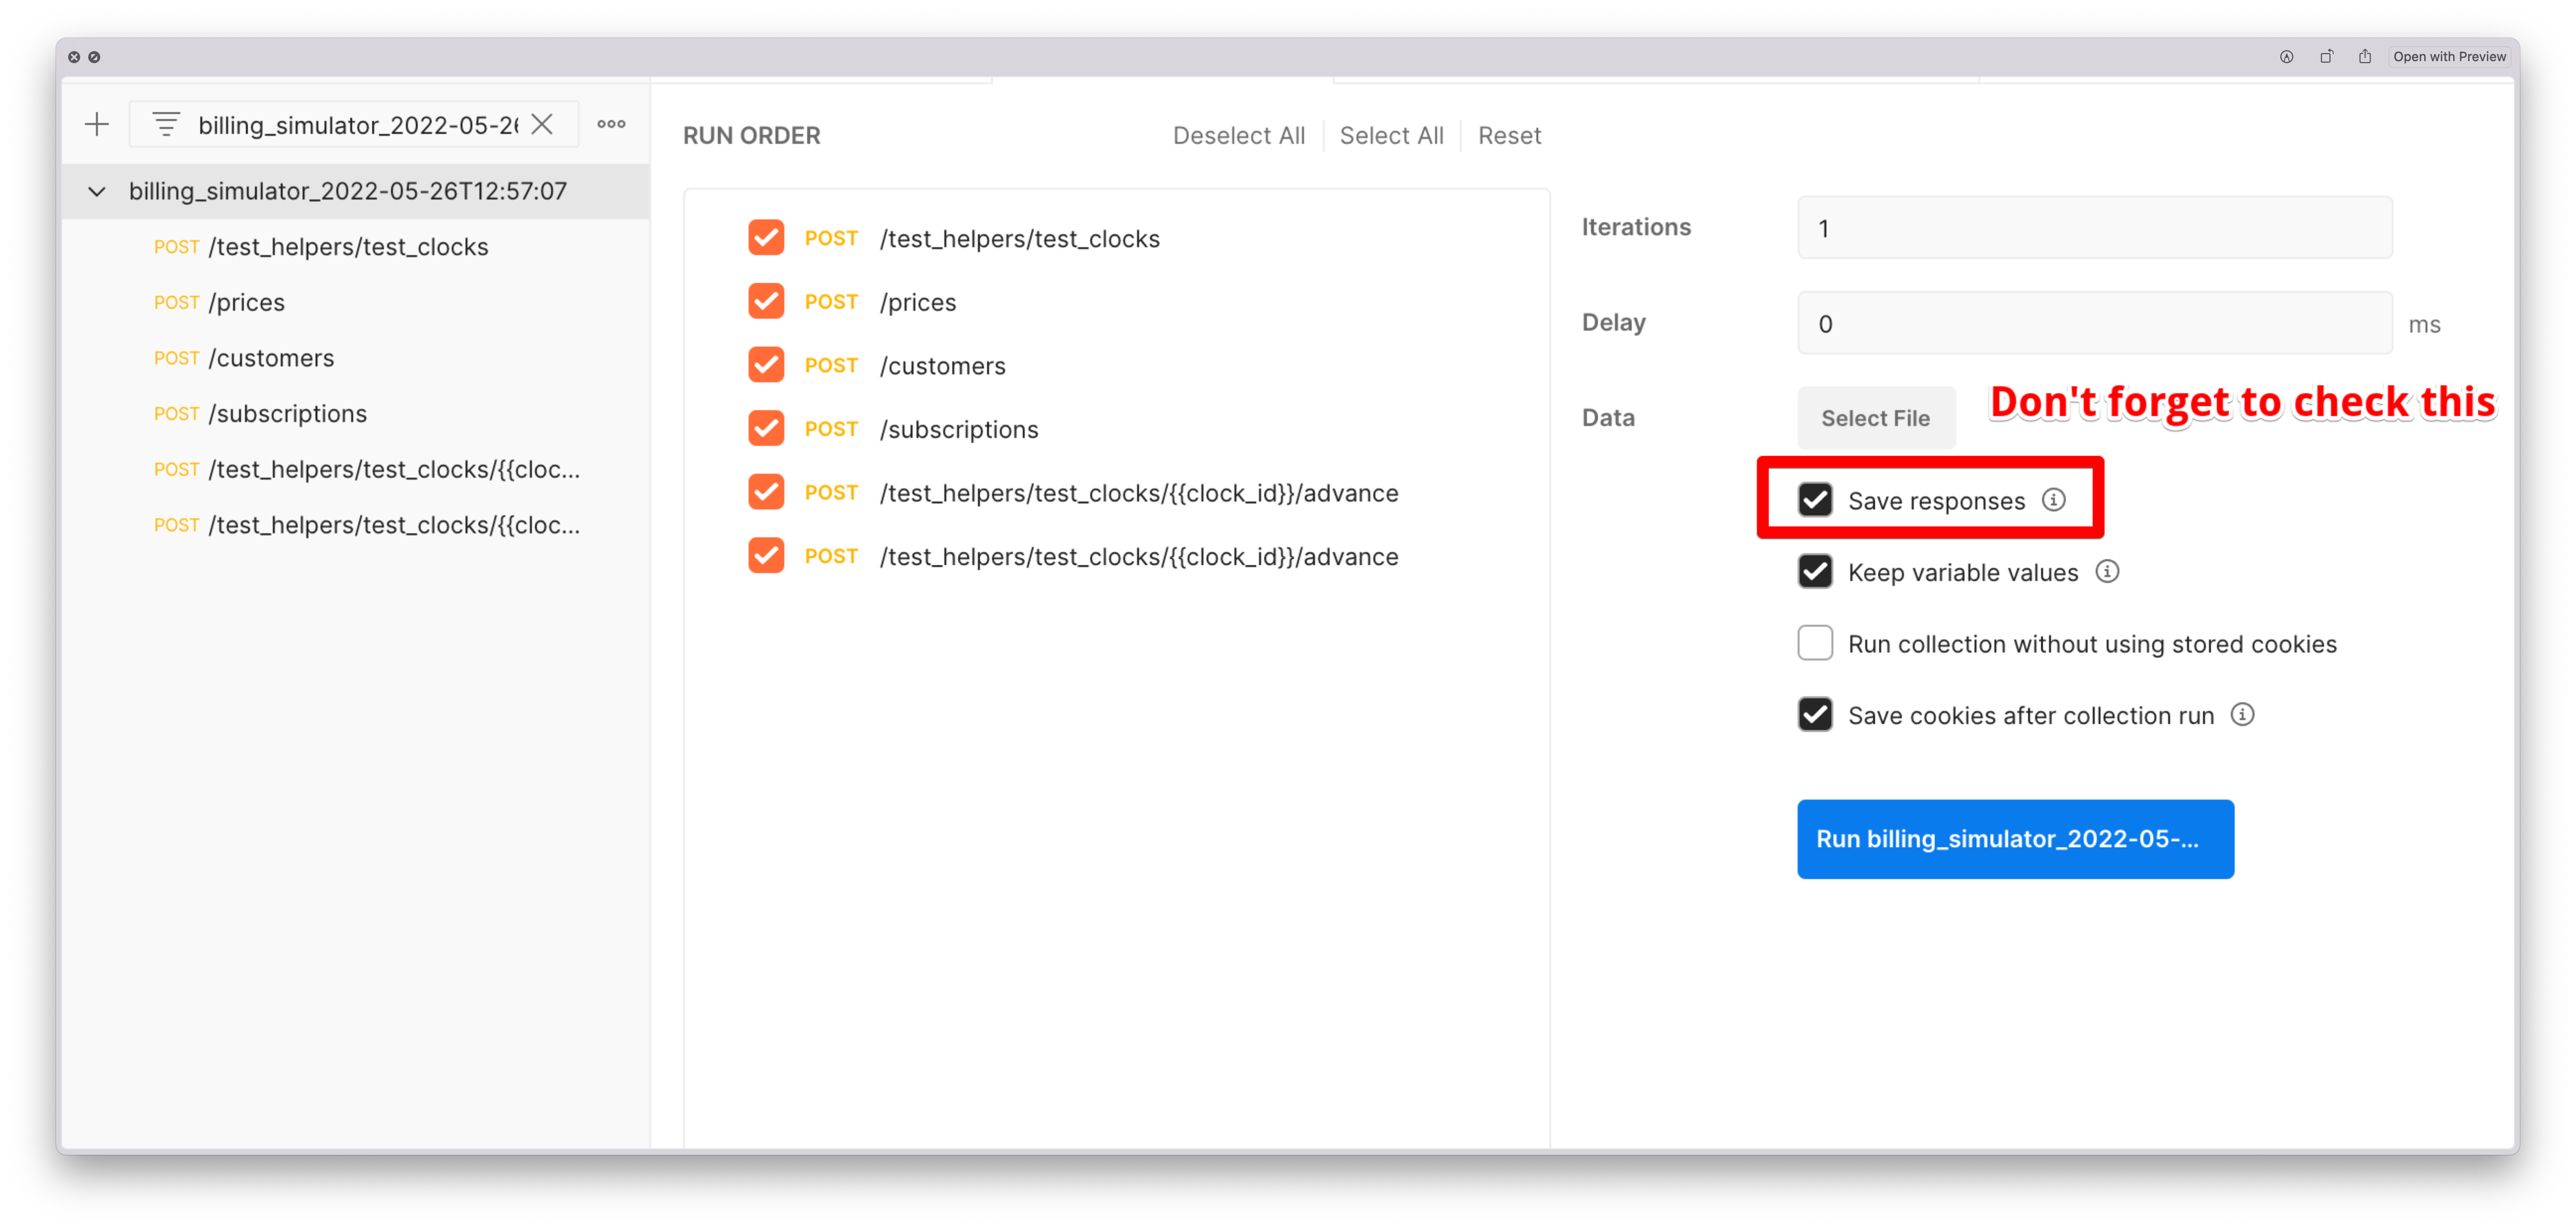 Open with Preview
billing_simulator_2022-05-26
billing_simulator_2022-05-26T12:57:07
POST /test_helpers/test_clocks
POST /prices
POST /customers
POST /subscriptions
POST /test_helpers/test_clocks/{{cloc...
POST /test_helpers/test_clocks/{{cloc...
RUN ORDER
Deselect All
Select All
Reset
POST /test_helpers/test_clocks
POST /prices
POST /customers
POST /subscriptions
POST /test_helpers/test_clocks/{{clock_id}}/advance
POST /test_helpers/test_clocks/{{clock_id}}/advance
Iterations
1
Delay
0
ms
Data
Select File
Don't forget to check this
Save responses
Keep variable values
Run collection without using stored cookies
Save cookies after collection run
Run billing_simulator_2022-05-...